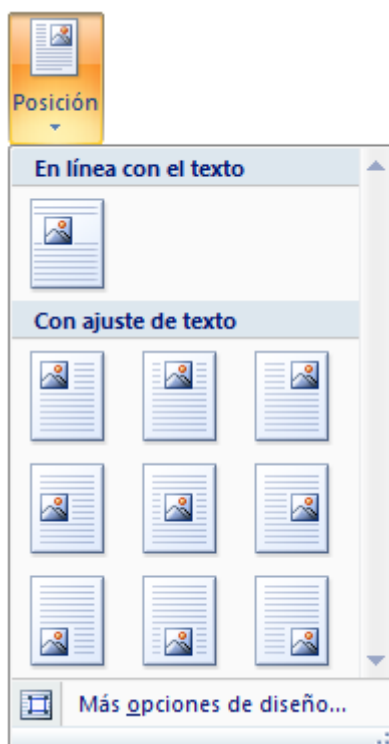 Posición
En línea con el texto
Con ajuste de texto
Más opciones de diseño...